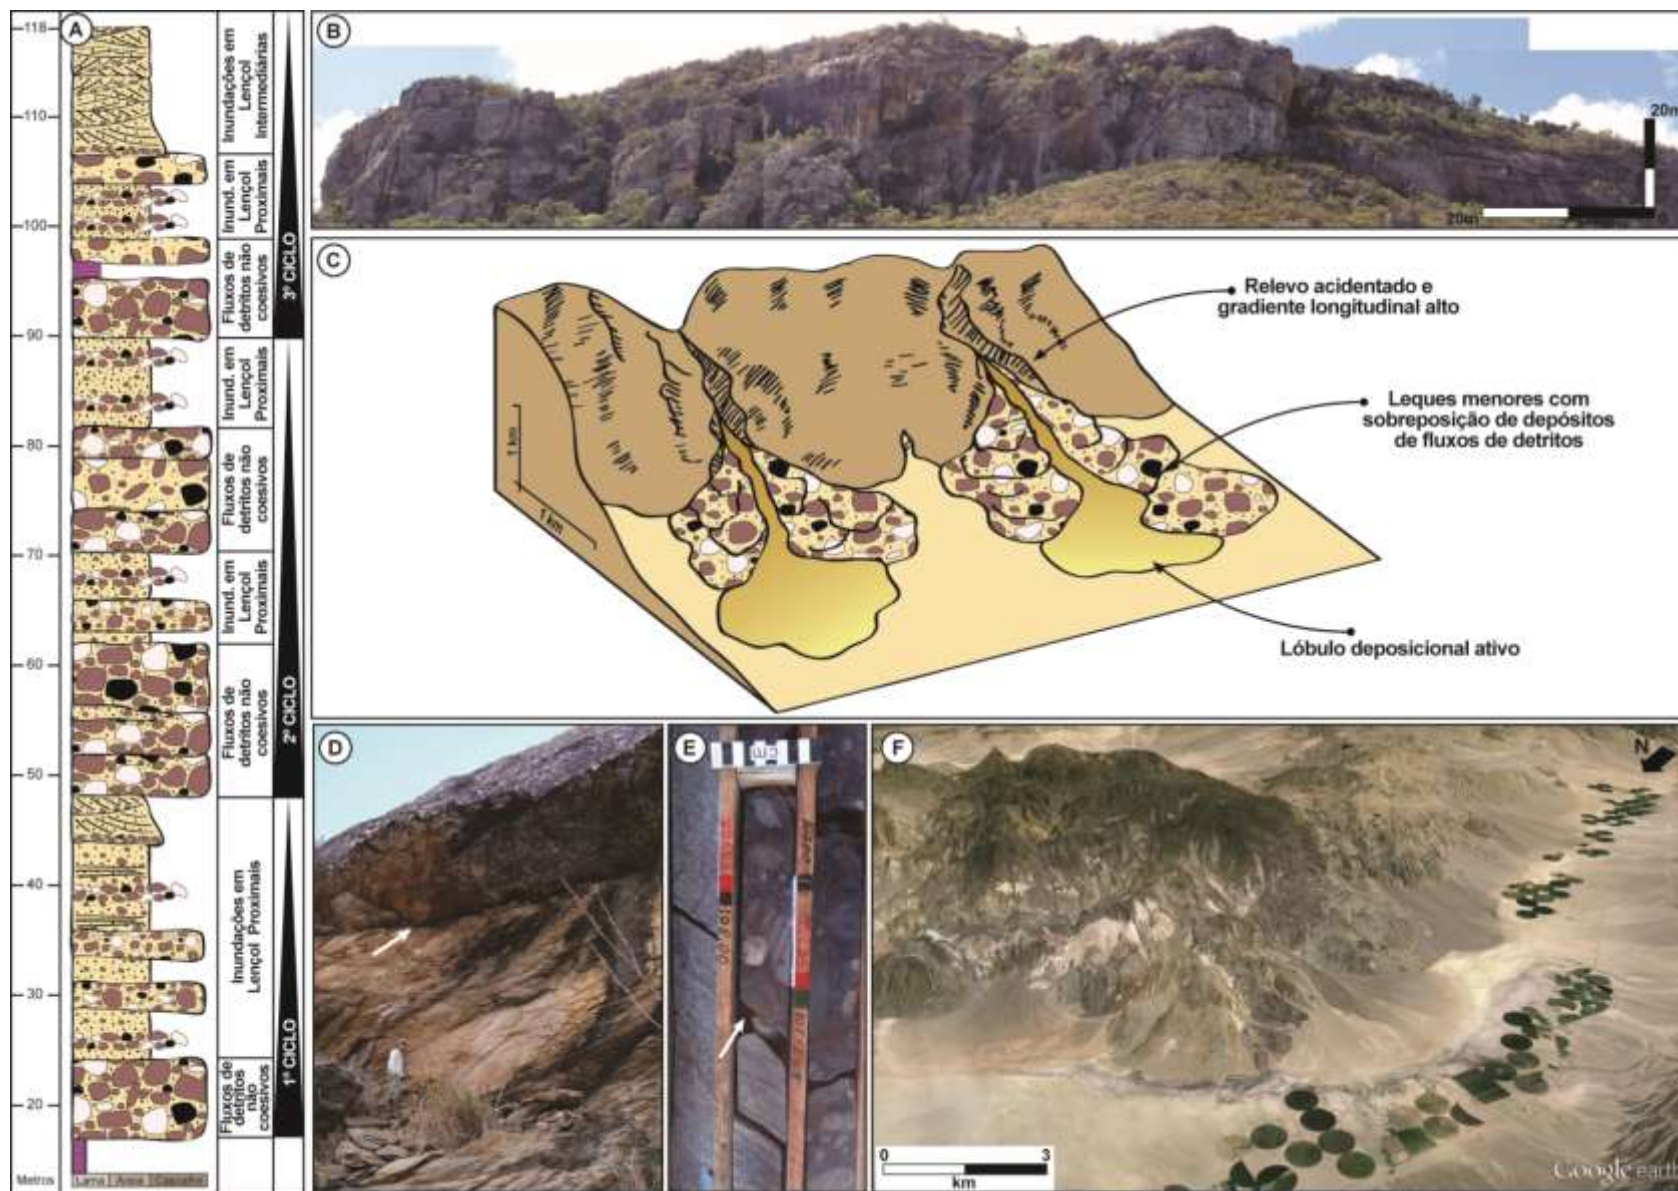 A
118
110
100
90
80
70
60
50
40
30
20
Metros
Lama
Areia
Cascalho
Inundações em
Lençol
Intermediárias
Inund. em
Lençol
Proximais
Fluxos de
detritos não
coesivos
3º CICLO
Inund. em
Lençol
Proximais
Fluxos de
detritos não
coesivos
Inund. em
Lençol
Proximais
Fluxos de
detritos não
coesivos
2º CICLO
Inundações em
Lençol Proximais
Fluxos de
detritos
não
coesivos
1º CICLO
B
20m
20m
0
C
Relevo acidentado e
gradiente longitudinal alto
Leques menores com
sobreposição de depósitos
de fluxos de detritos
Lóbulo deposicional ativo
1 km
1 km
D
E
cm
F
N
0
3
km
Google earth